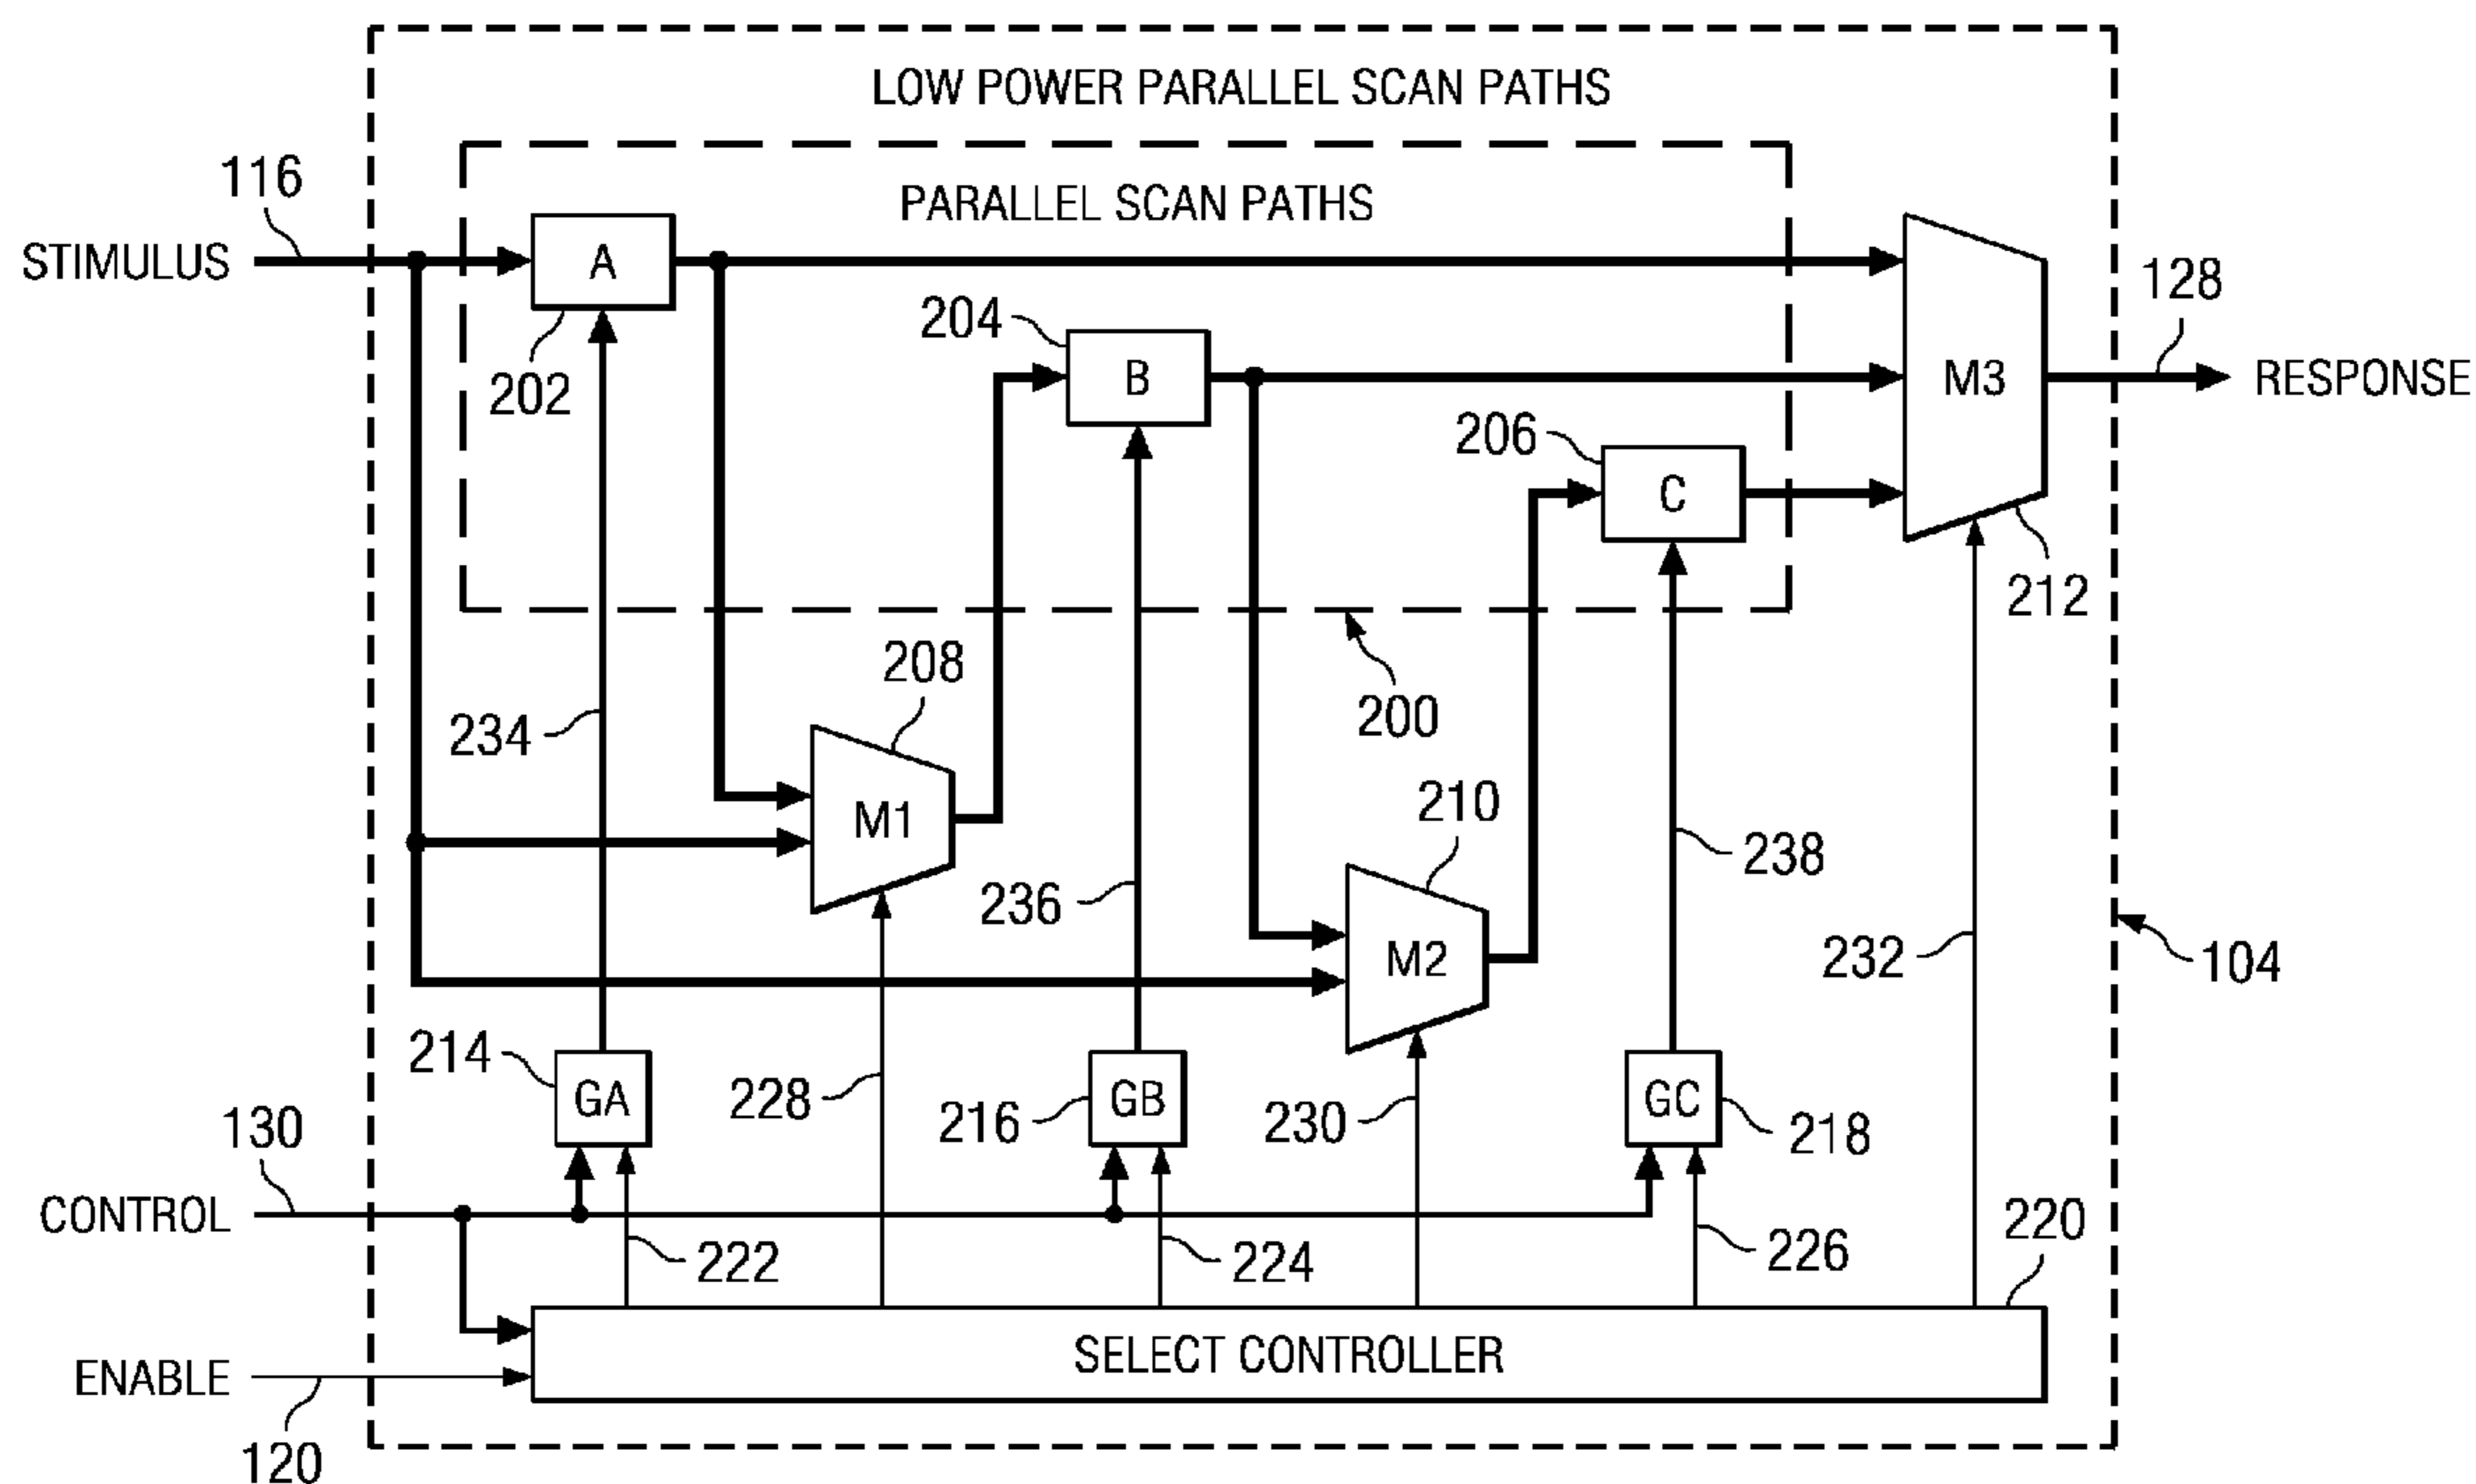 LOW POWER PARALLEL SCAN PATHS
116
PARALLEL SCAN PATHS
STIMULUS
A
128
204
B
M3
RESPONSE
202
206
C
212
208
200
234
M1
210
238
236
M2
232
104
214
GA
228
216
GB
230
GC
218
130
CONTROL
222
224
226
220
SELECT CONTROLLER
ENABLE
120